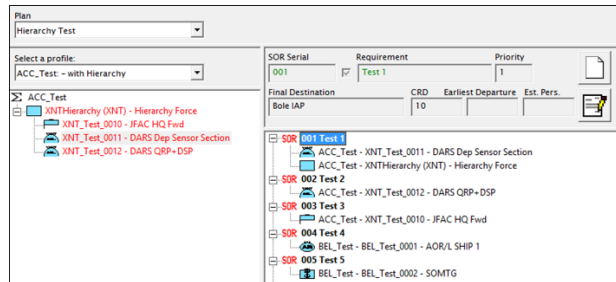 Plan
Hierarchy Test
Select a profile:
ACC_Test: - with Hierarchy
ACC_Test
XNTHierarchy (XNT) - Hierarchy Force
XNT_Test_0010 - JFAC HQ Fwd
XNT_Test_0011 - DARS Dep Sensor Section
XNT_Test_0012 - DARS QRP+DSP
SOR Serial Requirement Priority
001 Test 1 1
Final Destination CRD Earliest Departure Est. Pers.
Bole IAP 10
SOR 001 Test 1
ACC_Test - XNT_Test_0011 - DARS Dep Sensor Section
ACC_Test - XNTHierarchy (XNT) - Hierarchy Force
SOR 002 Test 2
ACC_Test - XNT_Test_0012 - DARS QRP+DSP
SOR 003 Test 3
ACC_Test - XNT_Test_0010 - JFAC HQ Fwd
SOR 004 Test 4
BEL_Test - BEL_Test_0001 - AOR/L SHIP 1
SOR 005 Test 5
BEL_Test - BEL_Test_0002 - SOMTG